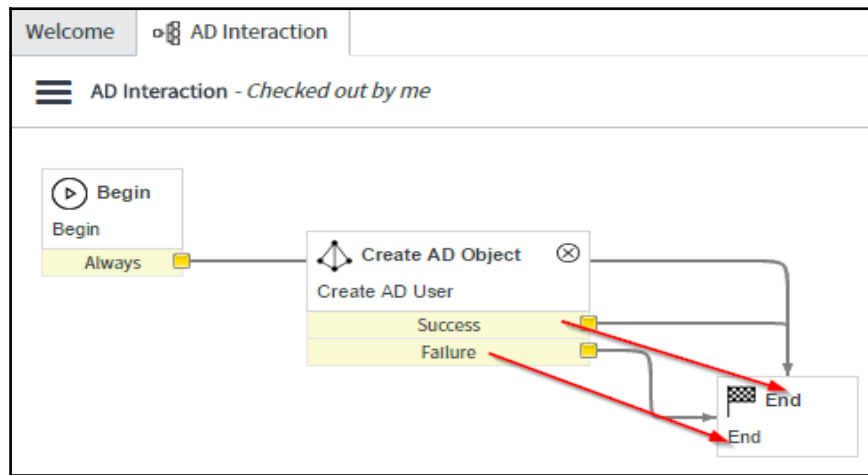 Welcome
AD Interaction
AD Interaction - Checked out by me
Begin
Begin
Always
Create AD Object
Create AD User
Success
Failure
End
End